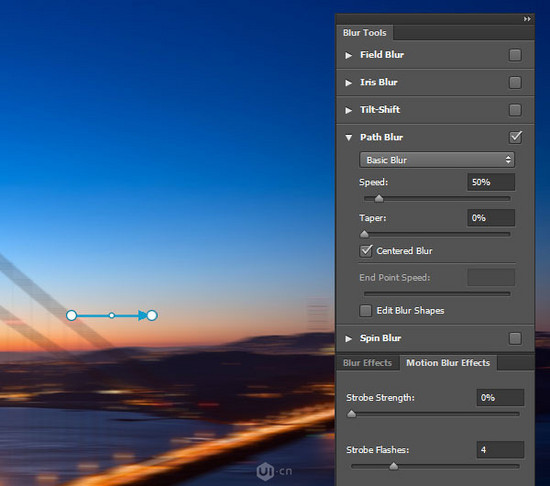 Blur Tools
Field Blur
Iris Blur
Tilt-Shift
Path Blur
Basic Blur
Speed: 50%
Taper: 0%
Centered Blur
End Point Speed:
Edit Blur Shapes
Spin Blur
Blur Effects Motion Blur Effects
Strobe Strength: 0%
Strobe Flashes: 4
UI·cn